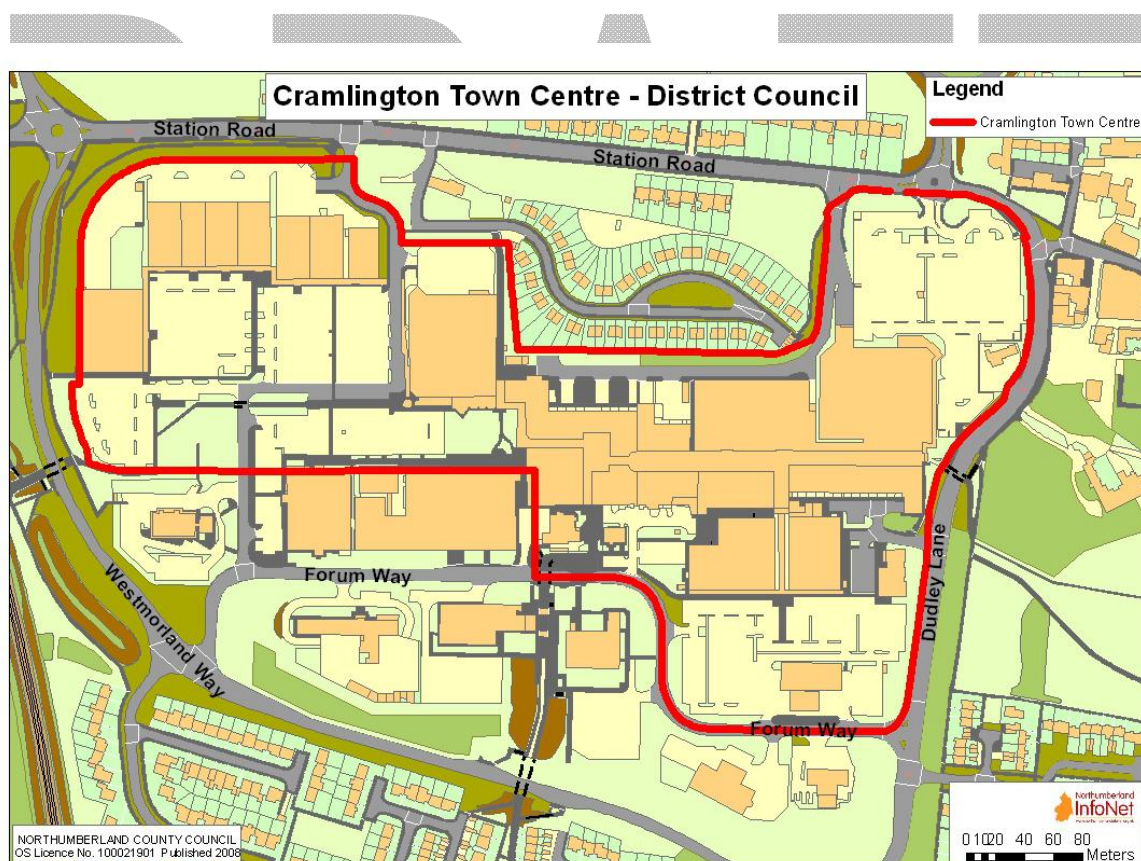 DRAFT
Cramlington Town Centre - District Council
Legend
Cramlington Town Centre
Station Road
Station Road
Dudley Lane
Forum Way
Westmorland Way
Forum Way
Northumberland
InfoNet
0 10 20 40 60 80
Meters
NORTHUMBERLAND COUNTY COUNCIL
OS Licence No. 100021901 Published 2008